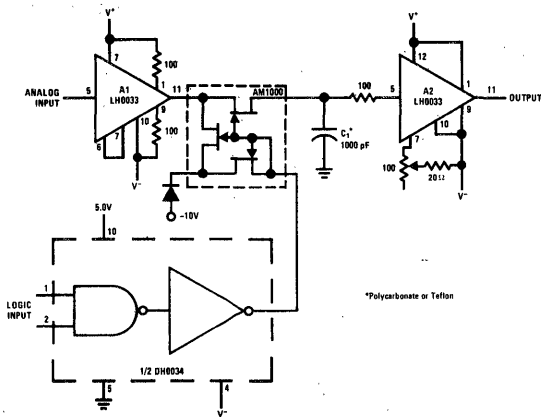 V+
7
100
ANALOG INPUT
5
A1
LH0033
1
11
9
10
100
6
7
V-
AM1000
-10V
100
C1*
1000 pF
V+
12
5
A2
LH0033
1
11
OUTPUT
9
10
7
100
20Ω
V-
5.0V
10
LOGIC INPUT
1
2
1/2 DH0034
5
4
V-
*Polycarbonate or Teflon